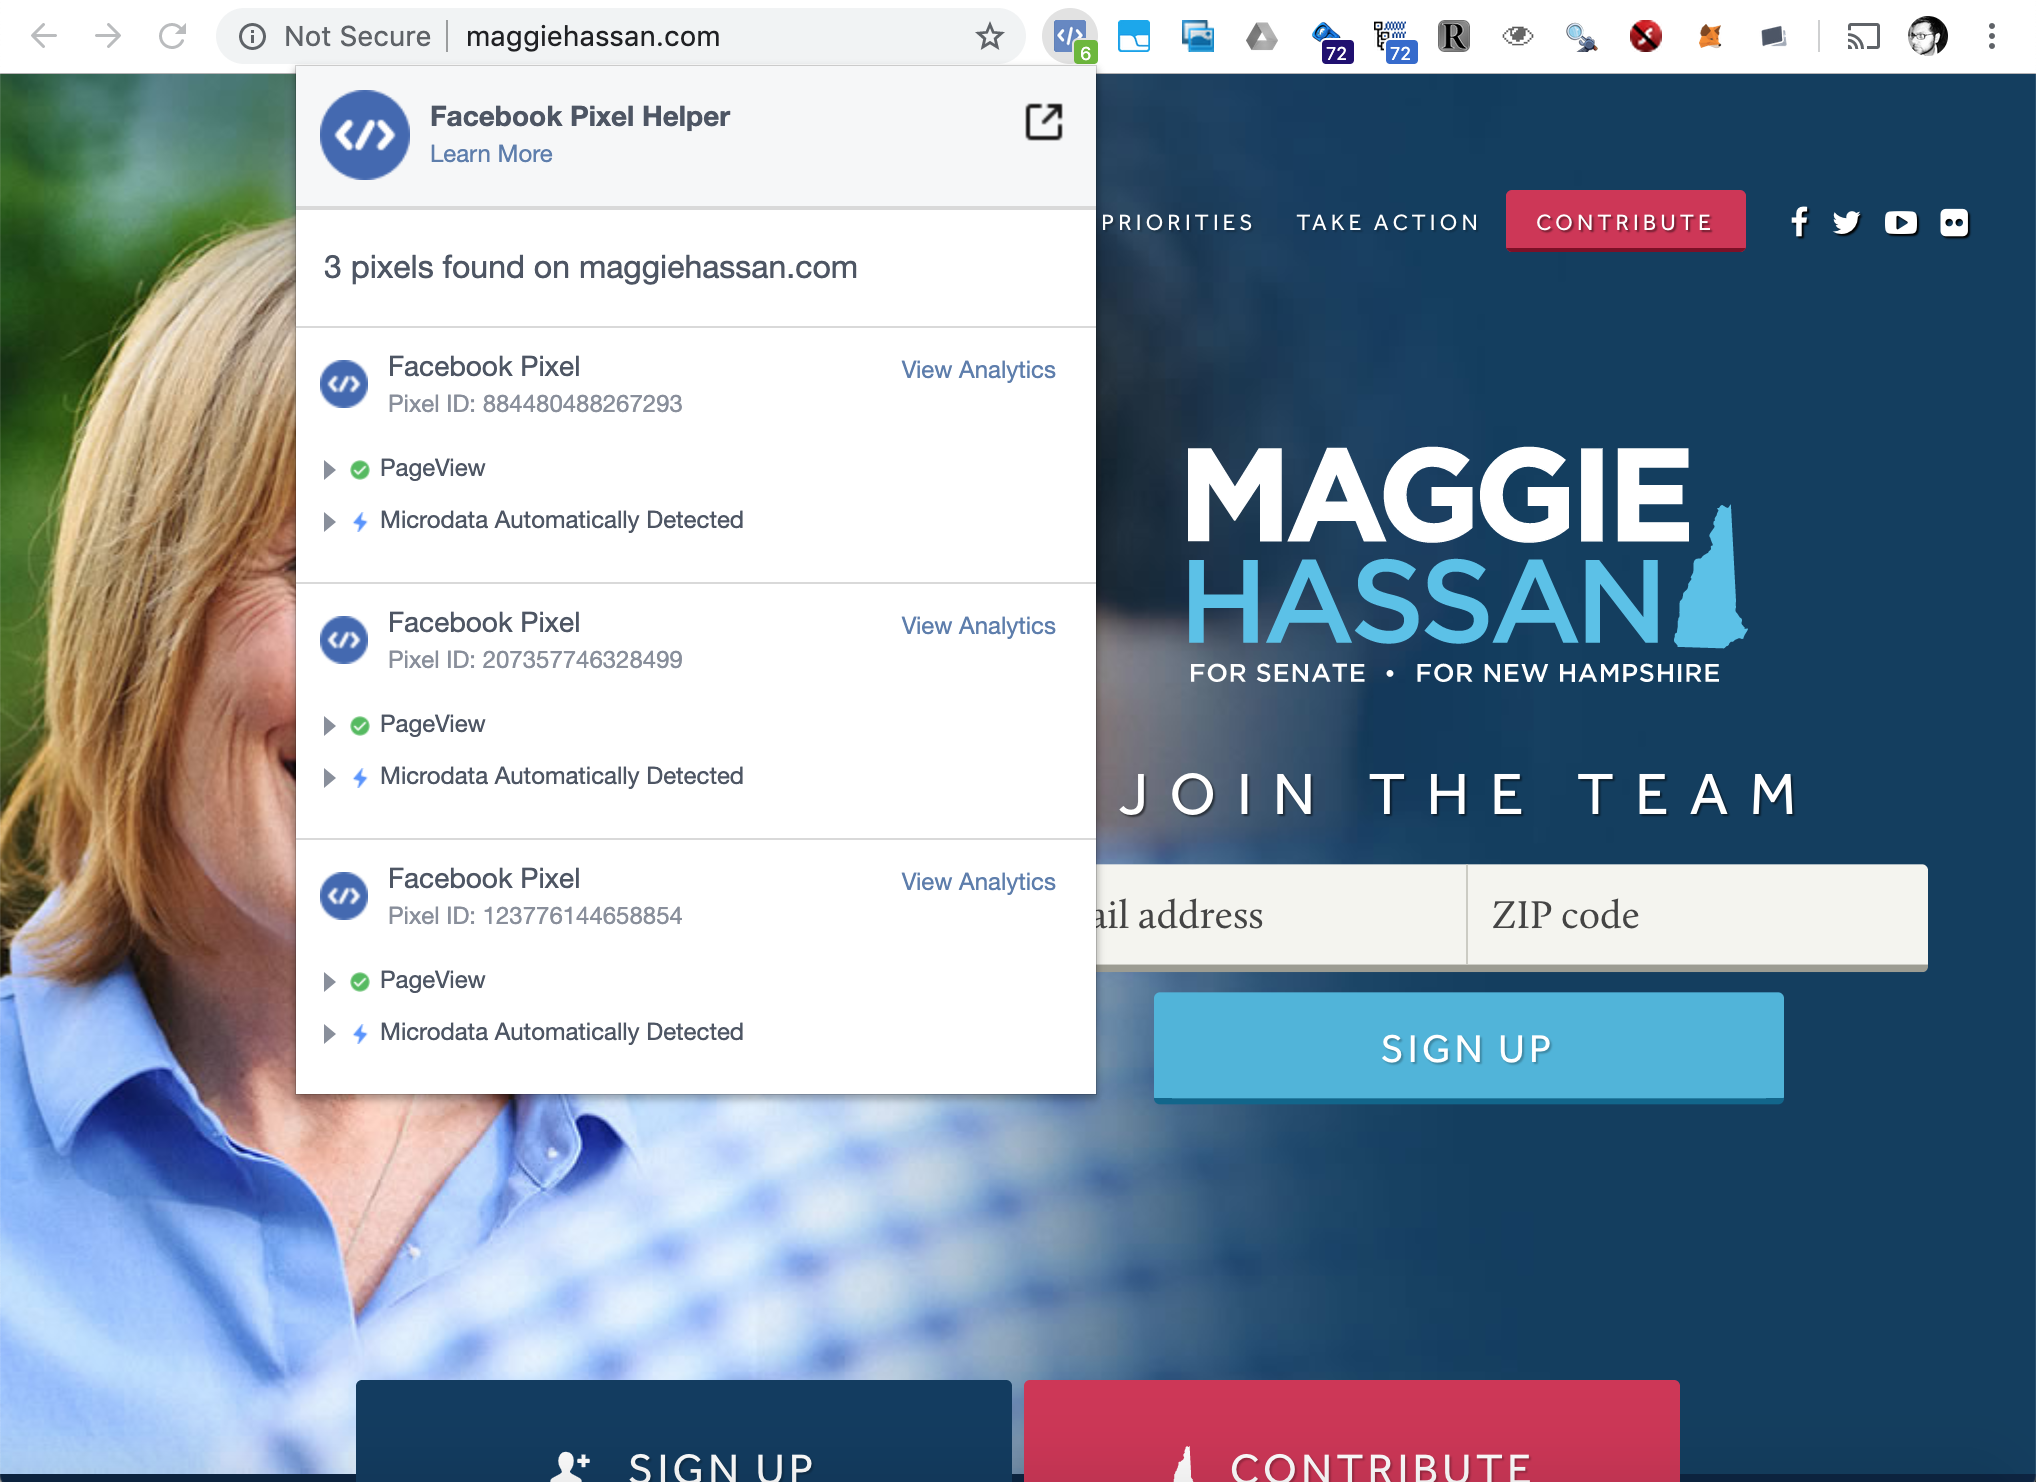 Not Secure
maggiehassan.com
6
72
72
R
Facebook Pixel Helper
Learn More
3 pixels found on maggiehassan.com
Facebook Pixel
View Analytics
Pixel ID: 884480488267293
PageView
Microdata Automatically Detected
Facebook Pixel
View Analytics
Pixel ID: 207357746328499
PageView
Microdata Automatically Detected
Facebook Pixel
View Analytics
Pixel ID: 123776144658854
PageView
Microdata Automatically Detected
PRIORITIES
TAKE ACTION
CONTRIBUTE
MAGGIE
HASSAN
FOR SENATE • FOR NEW HAMPSHIRE
JOIN THE TEAM
ail address
ZIP code
SIGN UP
SIGN UP
CONTRIBUTE